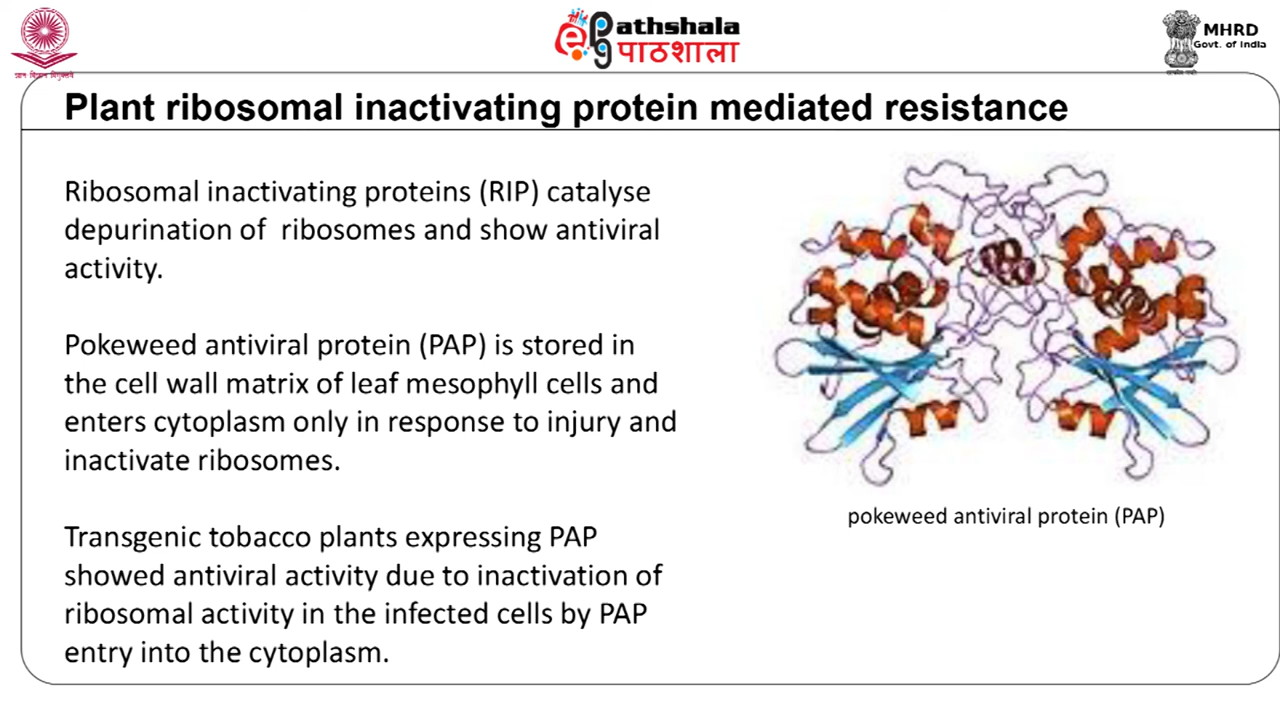 ePathshala
पाठशाला
MHRD
Govt. of India
ज्ञान-विज्ञान विमुक्तये
Plant ribosomal inactivating protein mediated resistance
Ribosomal inactivating proteins (RIP) catalyse
depurination of  ribosomes and show antiviral
activity.
Pokeweed antiviral protein (PAP) is stored in
the cell wall matrix of leaf mesophyll cells and
enters cytoplasm only in response to injury and
inactivate ribosomes.
Transgenic tobacco plants expressing PAP
showed antiviral activity due to inactivation of
ribosomal activity in the infected cells by PAP
entry into the cytoplasm.
pokeweed antiviral protein (PAP)